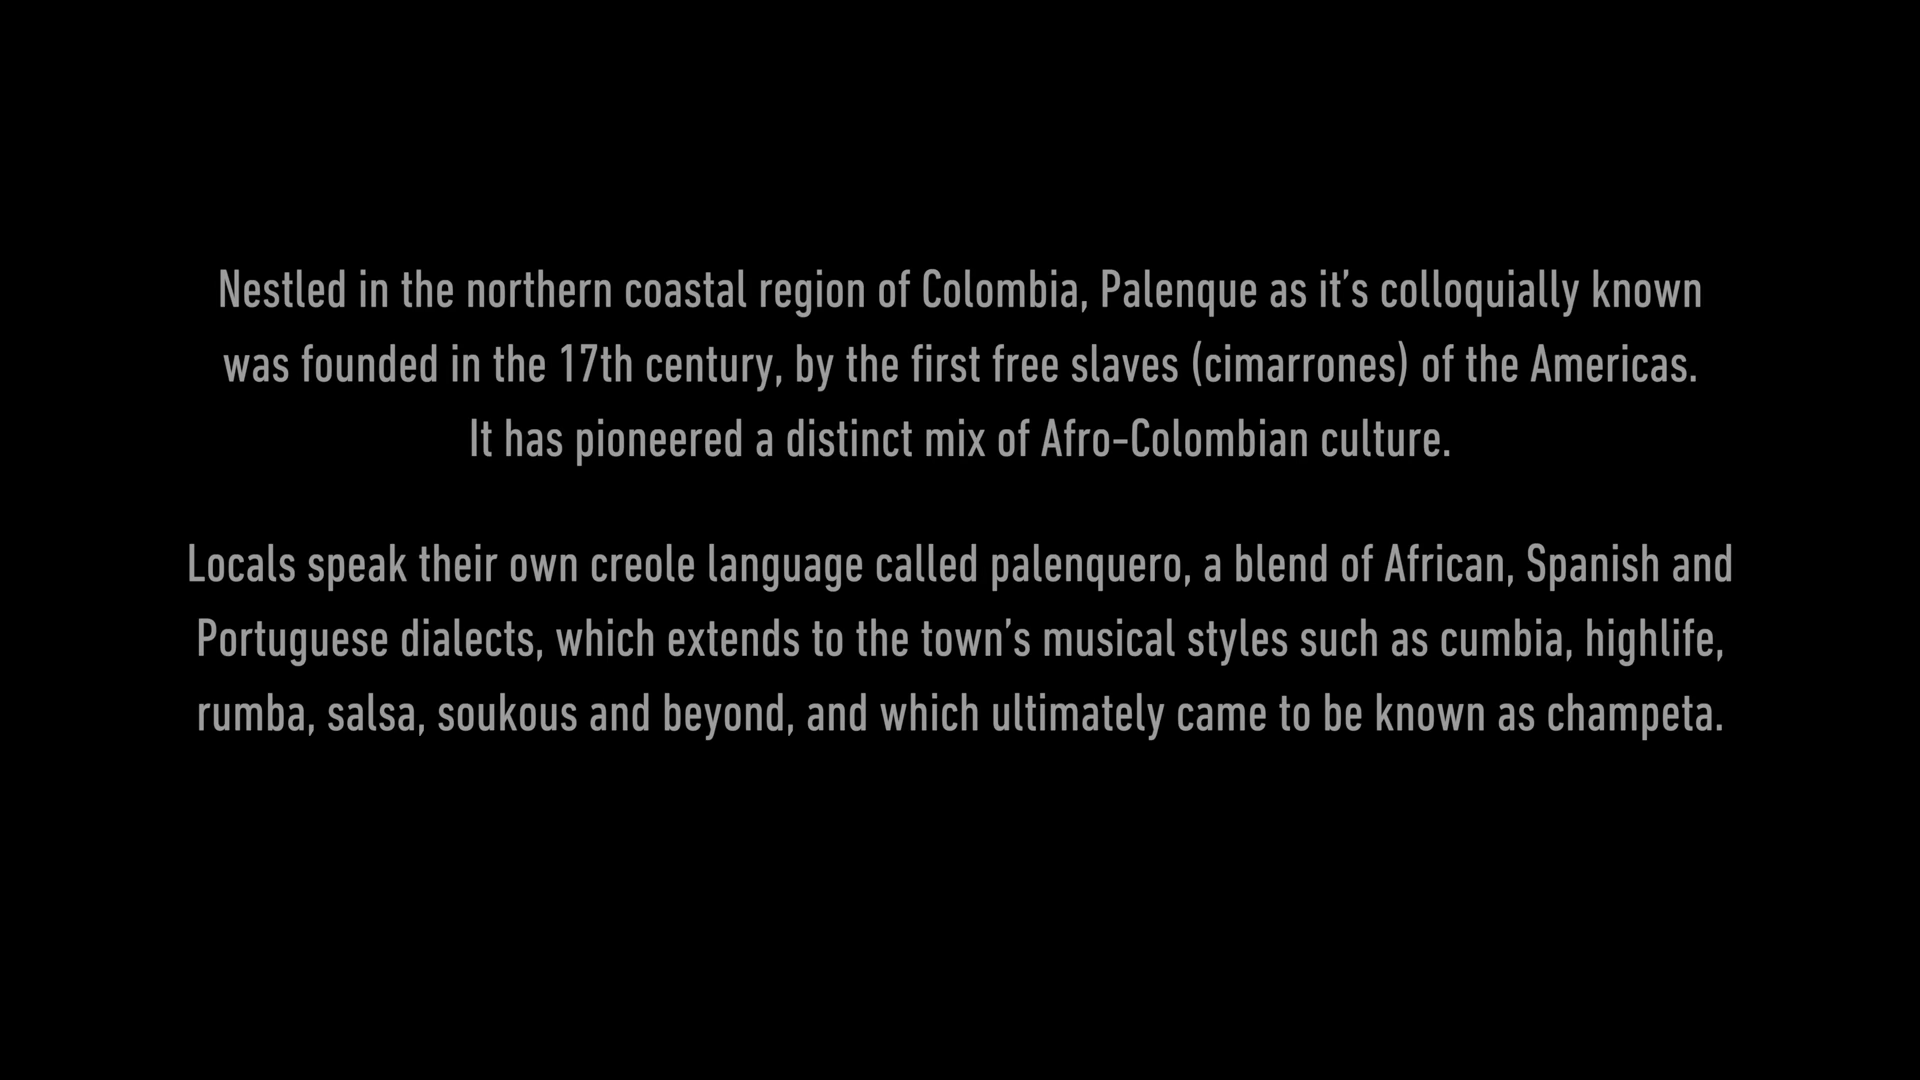 Nestled in the northern coastal region of Colombia, Palenque as it’s colloquially known
was founded in the 17th century, by the first free slaves (cimarrones) of the Americas.
It has pioneered a distinct mix of Afro-Colombian culture.
Locals speak their own creole language called palenquero, a blend of African, Spanish and
Portuguese dialects, which extends to the town’s musical styles such as cumbia, highlife,
rumba, salsa, soukous and beyond, and which ultimately came to be known as champeta.